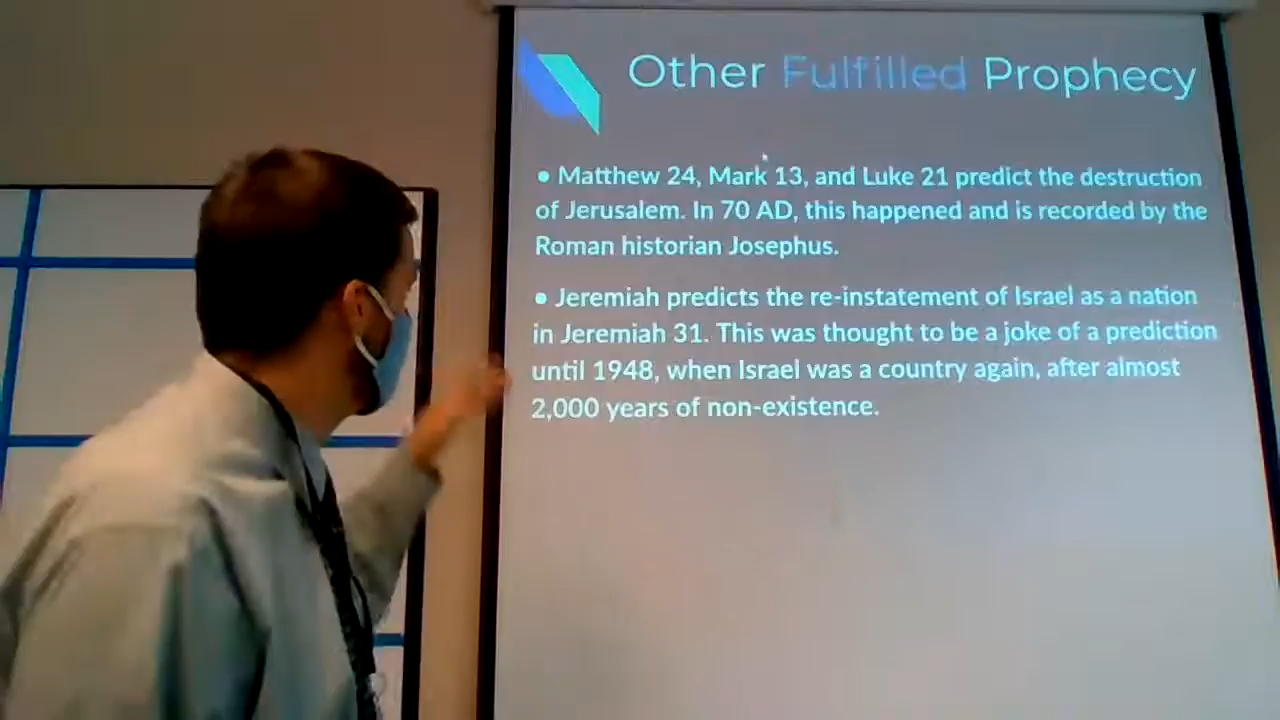 Other Fulfilled Prophecy
• Matthew 24, Mark 13, and Luke 21 predict the destruction
of Jerusalem. In 70 AD, this happened and is recorded by the
Roman historian Josephus.
• Jeremiah predicts the re-instatement of Israel as a nation
in Jeremiah 31. This was thought to be a joke of a prediction
until 1948, when Israel was a country again, after almost
2,000 years of non-existence.